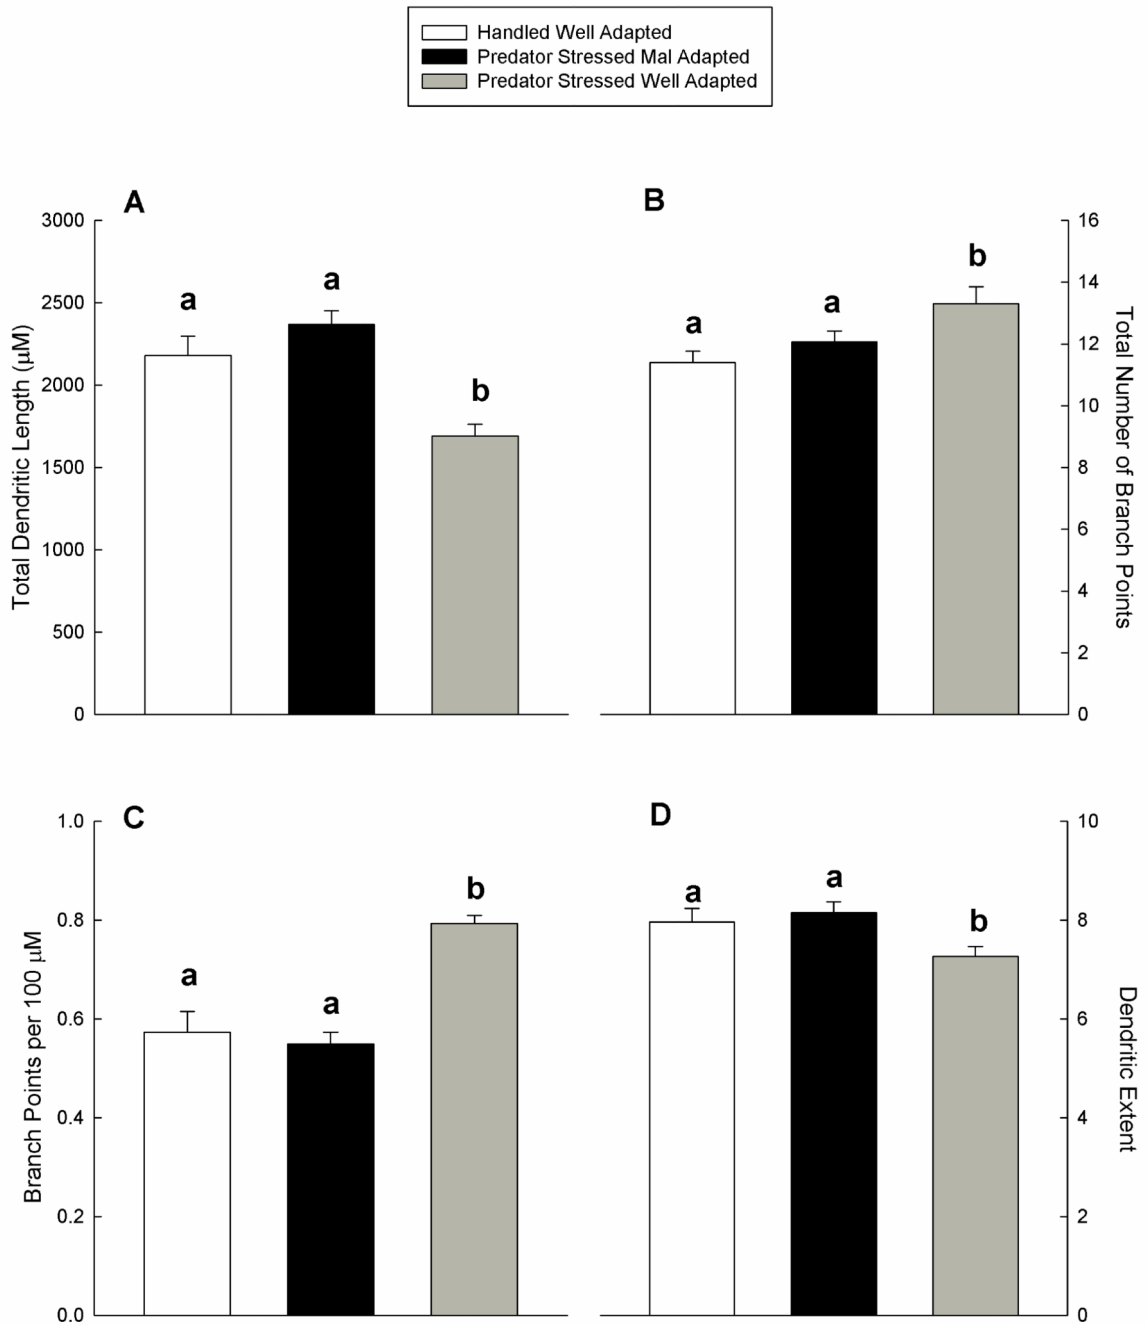 Handled Well Adapted
Predator Stressed Mal Adapted
Predator Stressed Well Adapted
A
3000
2500
2000
1500
1000
500
0
Total Dendritic Length (μM)
a
a
b
B
a
a
b
16
14
12
10
8
6
4
2
0
Total Number of Branch Points
C
1.0
0.8
0.6
0.4
0.2
0.0
Branch Points per 100 μM
a
a
b
D
a
a
b
10
8
6
4
2
0
Dendritic Extent